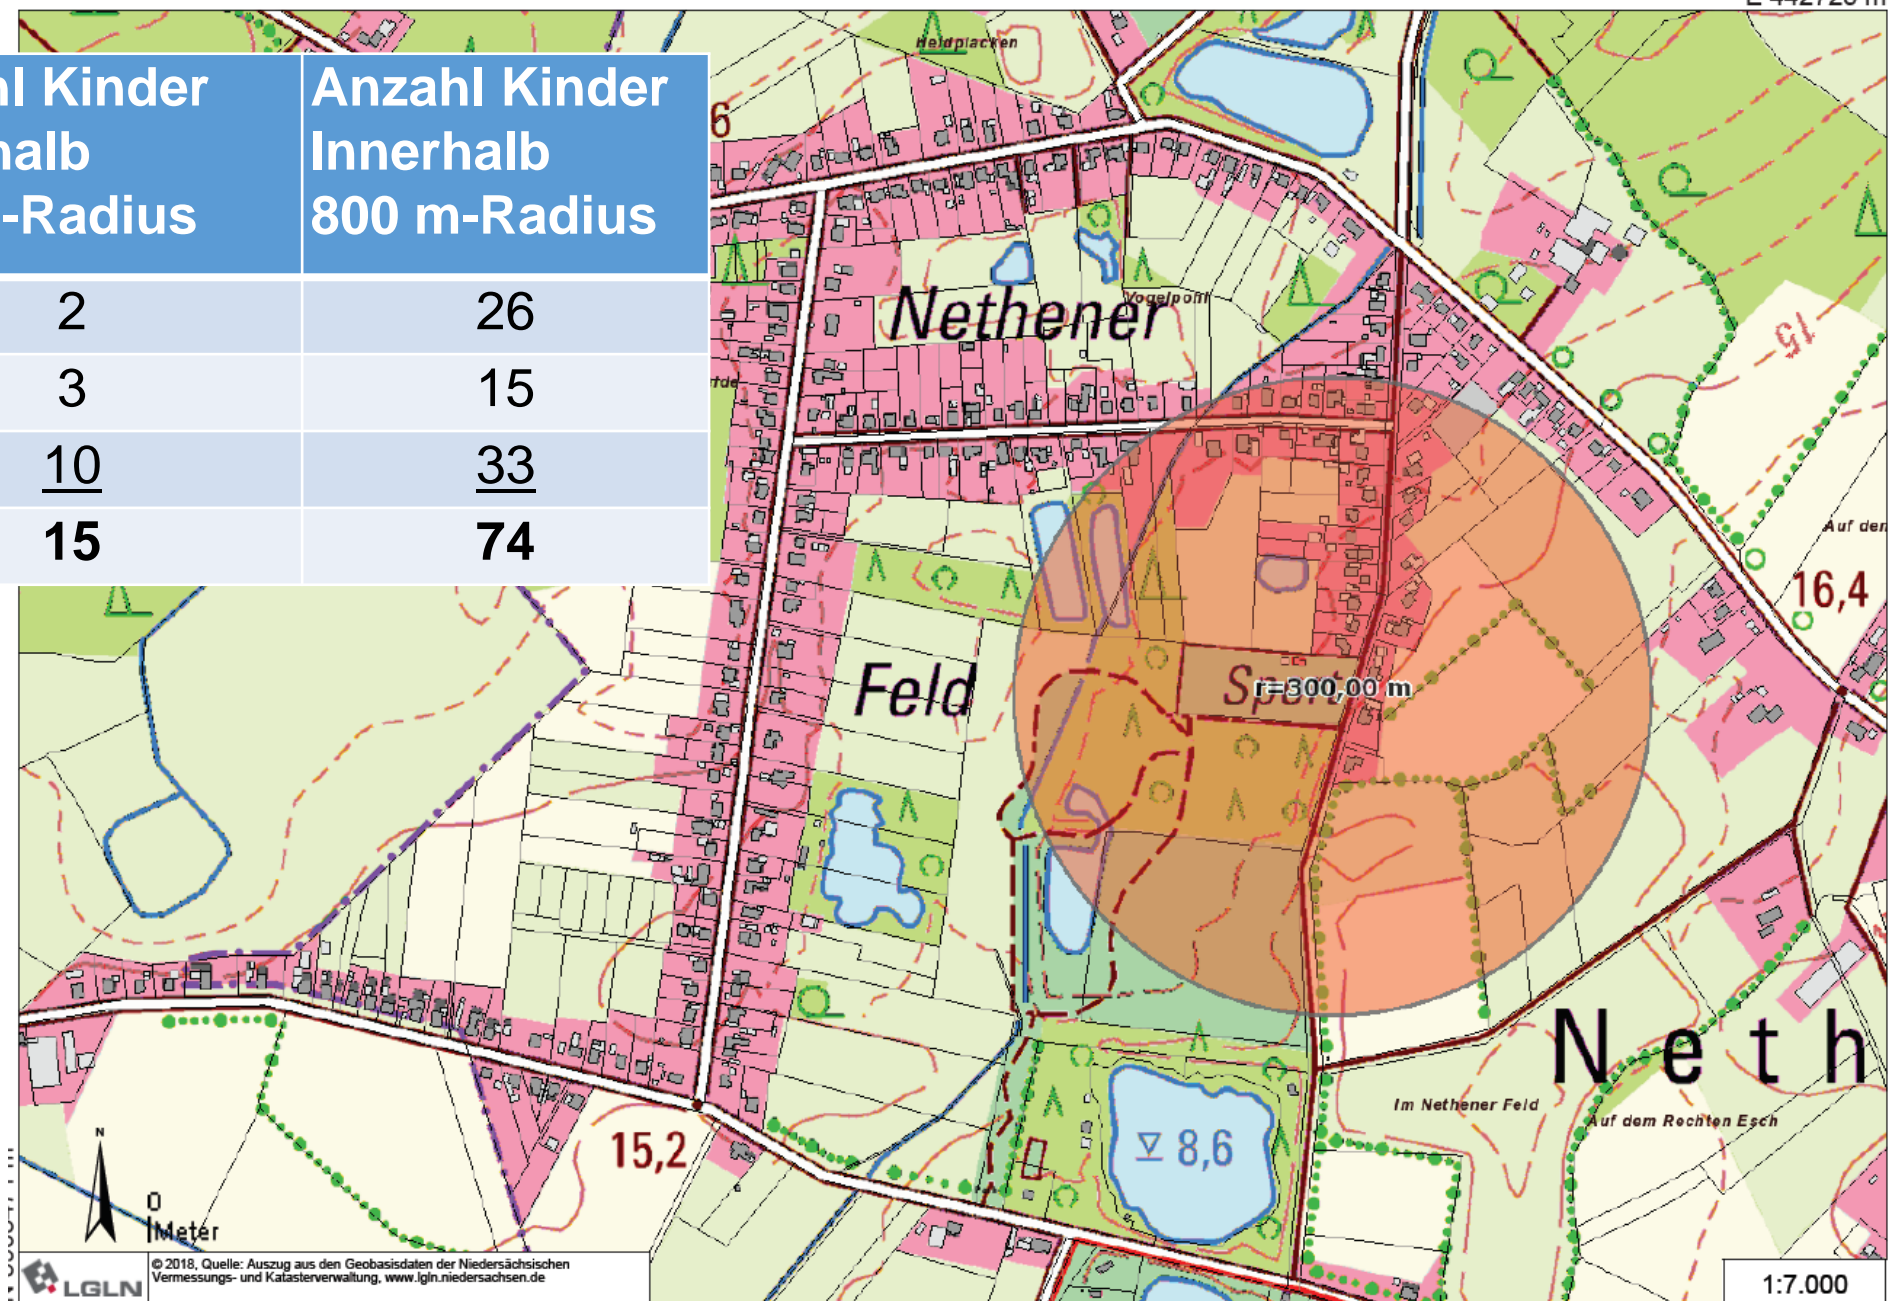 Heidplacken
hl Kinder
halb
-Radius
Anzahl Kinder
Innerhalb
800 m-Radius
2
26
3
15
10
33
15
74
6
Nethener
Vogelpohl
15
Auf den
16,4
Feld
Sport
r=300,00 m
Neth
Im Nethener Feld
Auf dem Rechten Esch
15,2
8,6
N
0
Meter
LGLN
© 2018, Quelle: Auszug aus den Geobasisdaten der Niedersächsischen
Vermessungs- und Katasterverwaltung, www.lgln.niedersachsen.de
1:7.000